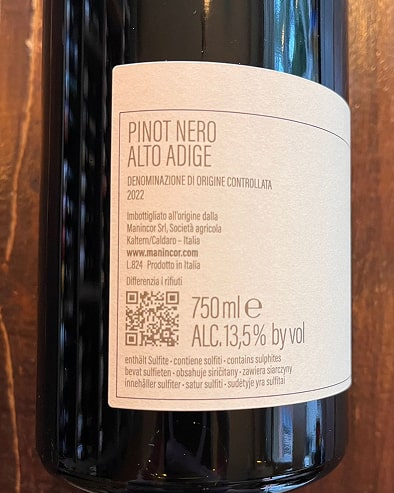 PINOT NERO
ALTO ADIGE
DENOMINAZIONE DI ORIGINE CONTROLLATA
2022
Imbottigliato all'origine dalla
Manincor Srl, Società agricola
Kaltern/Caldaro – Italia
www.manincor.com
L.824 Prodotto in Italia
Differenzia i rifiuti
750 ml e
ALC. 13,5% by vol
enthält Sulfite • contiene solfiti • contains sulphites
bevat sulfieten • obsahuje siričitany • zawiera siarczyny
innehåller sulfiter • satur sulfīti • sudėtyje yra sulfitai